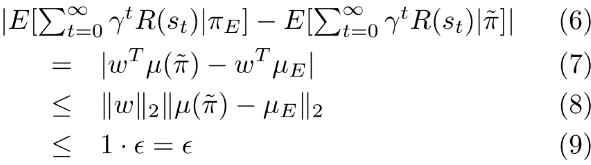 |E[∑_{t=0}^{∞} γ^t R(s_t)|π_E] − E[∑_{t=0}^{∞} γ^t R(s_t)|π̃]| (6)
= |w^T μ(π̃) − w^T μ_E| (7)
≤ ‖w‖_2 ‖μ(π̃) − μ_E‖_2 (8)
≤ 1 · ϵ = ϵ (9)